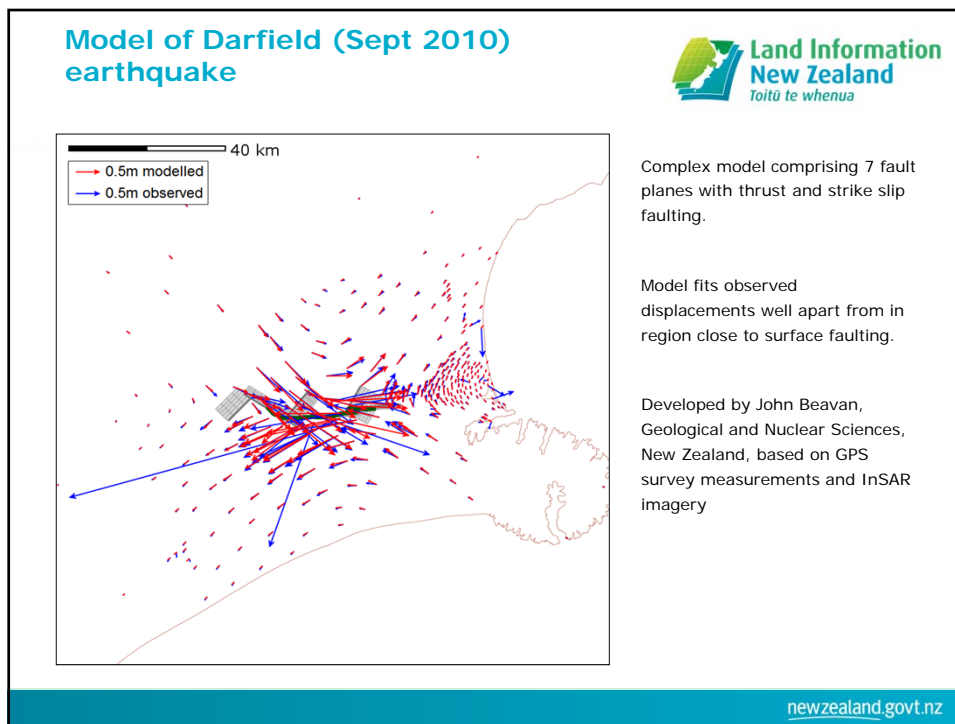 Model of Darfield (Sept 2010)
earthquake
Land Information
New Zealand
Toitū te whenua
40 km
0.5m modelled
0.5m observed
Complex model comprising 7 fault
planes with thrust and strike slip
faulting.
Model fits observed
displacements well apart from in
region close to surface faulting.
Developed by John Beavan,
Geological and Nuclear Sciences,
New Zealand, based on GPS
survey measurements and InSAR
imagery
newzealand.govt.nz